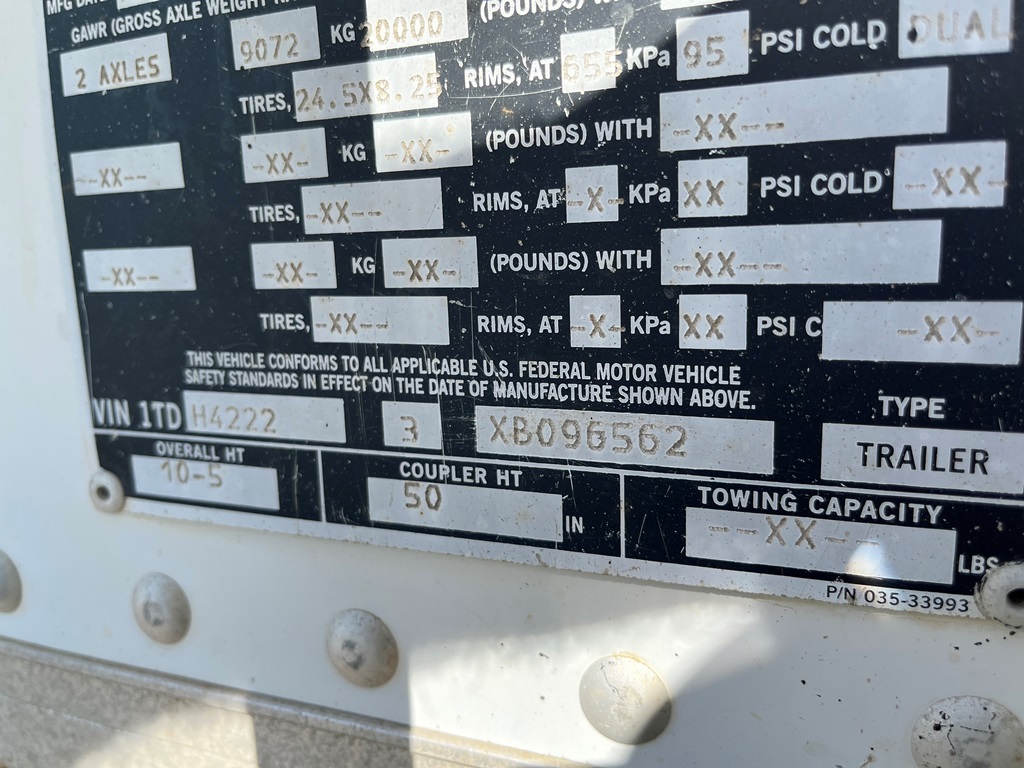 MFG DATE
GAWR (GROSS AXLE WEIGHT
2 AXLES 9072 KG 20000 (POUNDS)
TIRES, 24.5X8.25 RIMS, AT 655 KPa 95 PSI COLD DUAL
-XX-- -XX- KG -XX- (POUNDS) WITH -XX--
TIRES, -XX-- RIMS, AT -X- KPa XX PSI COLD -XX-
-XX-- -XX- KG -XX- (POUNDS) WITH -XX--
TIRES, -XX-- RIMS, AT -X- KPa XX PSI C -XX-
THIS VEHICLE CONFORMS TO ALL APPLICABLE U.S. FEDERAL MOTOR VEHICLE
SAFETY STANDARDS IN EFFECT ON THE DATE OF MANUFACTURE SHOWN ABOVE.
VIN 1TD H4222 3 XB096562
TYPE
TRAILER
OVERALL HT
10-5
COUPLER HT
50 IN
TOWING CAPACITY
--XX-- LBS
P/N 035-33993